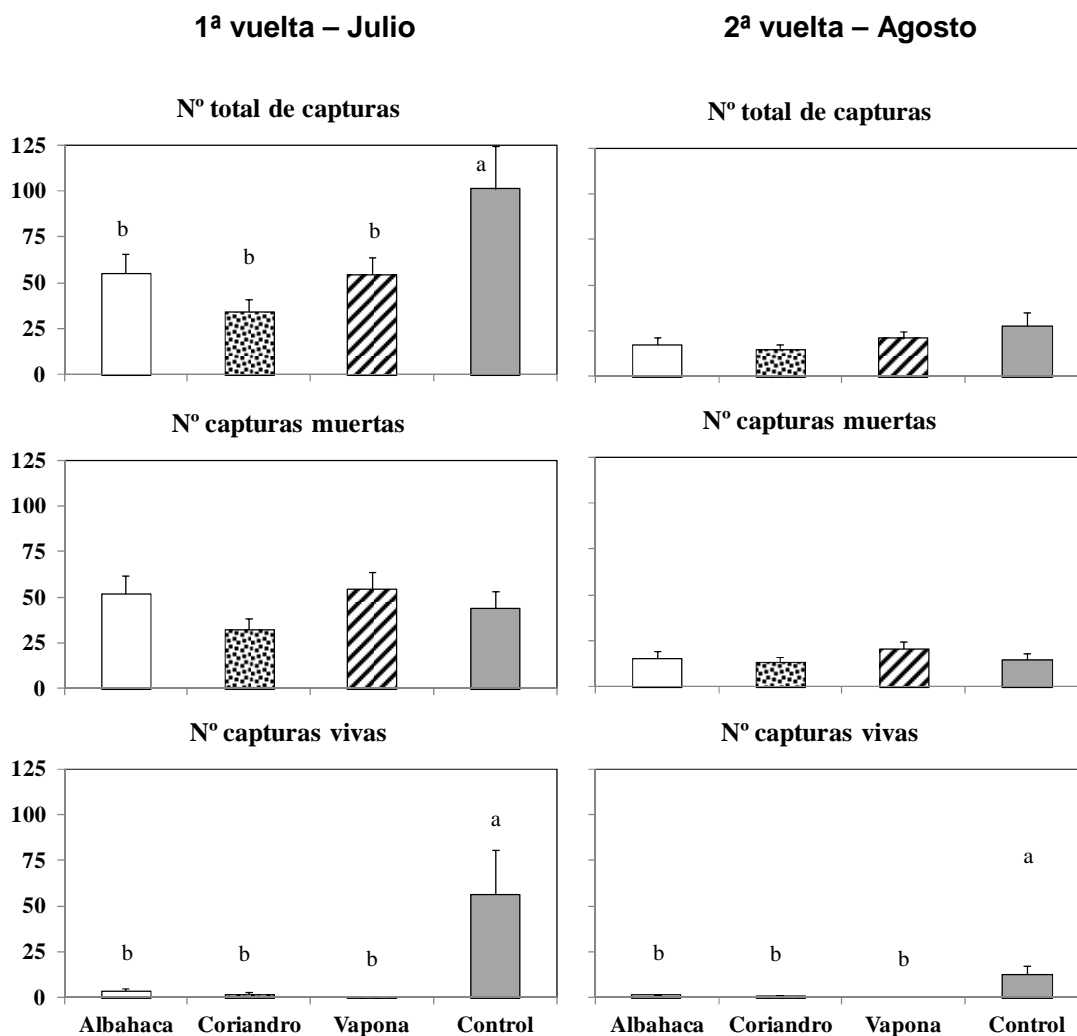 1ª vuelta – Julio
2ª vuelta – Agosto
Nº total de capturas
125
100
75
50
25
0
b
b
b
a
Nº total de capturas
Nº capturas muertas
125
100
75
50
25
0
Nº capturas muertas
Nº capturas vivas
125
100
75
50
25
0
b
b
b
a
Albahaca Coriandro Vapona Control
Nº capturas vivas
b
b
b
a
Albahaca Coriandro Vapona Control